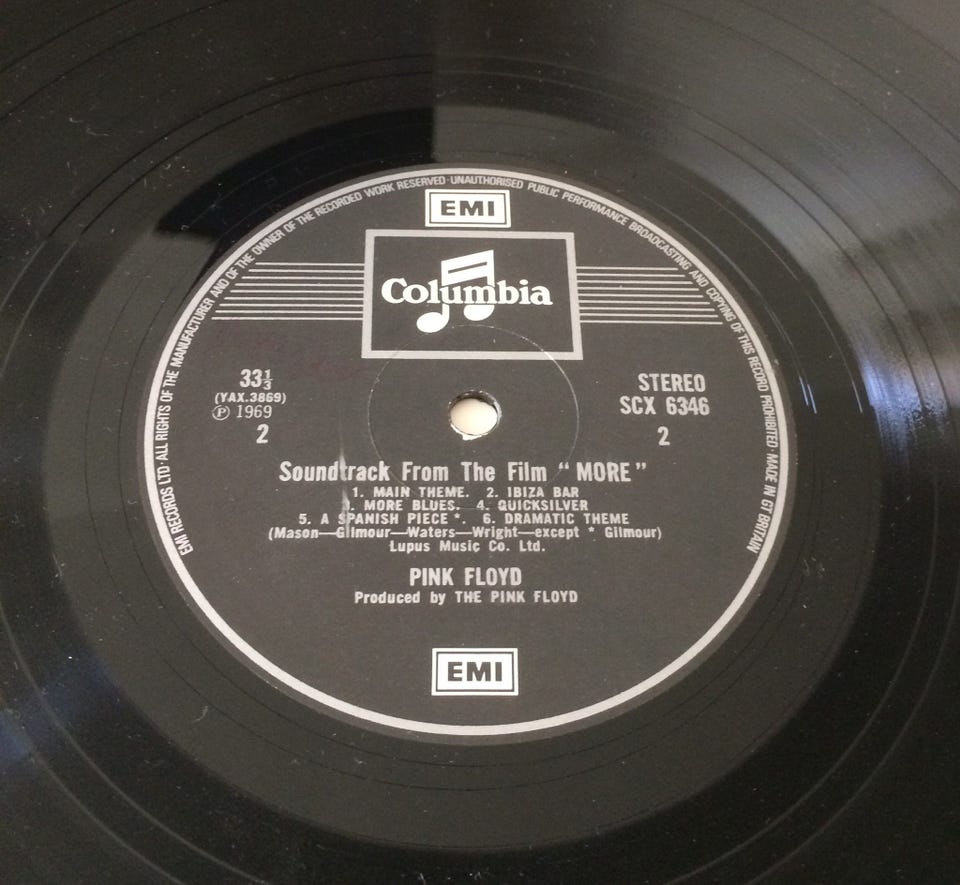 EMI RECORDS LTD·ALL RIGHTS OF THE MANUFACTURER AND OF THE OWNER OF THE RECORDED WORK RESERVED·UNAUTHORISED PUBLIC PERFORMANCE BROADCASTING AND COPYING OF THIS RECORD PROHIBITED·MADE IN GT BRITAIN
EMI
Columbia
33⅓
(YAX.3869)
Ⓟ 1969
2
STEREO
SCX 6346
2
Soundtrack From The Film "MORE"
1. MAIN THEME. 2. IBIZA BAR
3. MORE BLUES. 4. QUICKSILVER
5. A SPANISH PIECE*. 6. DRAMATIC THEME
(Mason—Gilmour—Waters—Wright—except * Gilmour)
Lupus Music Co. Ltd.
PINK FLOYD
Produced by THE PINK FLOYD
EMI